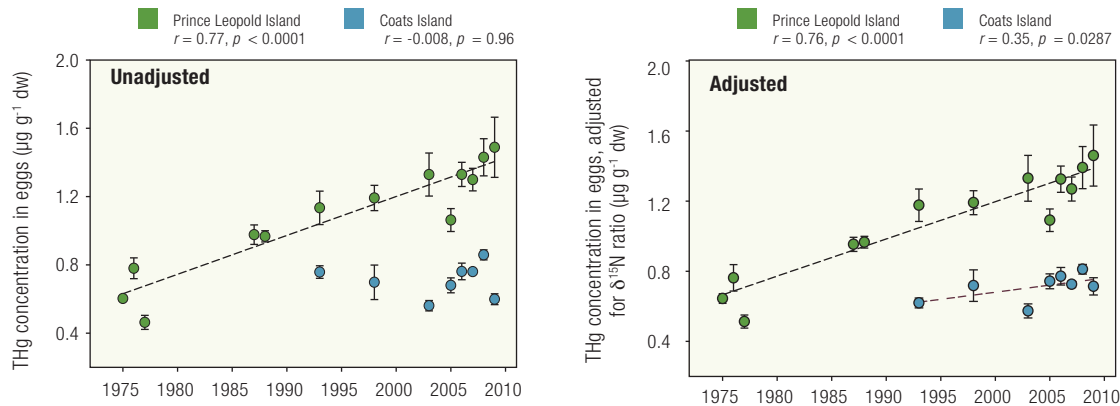 Prince Leopold Island
r = 0.77, p < 0.0001
Coats Island
r = -0.008, p = 0.96
Unadjusted
THg concentration in eggs (µg g⁻¹ dw)
2.0
1.6
1.2
0.8
0.4
1975 1980 1985 1990 1995 2000 2005 2010
Prince Leopold Island
r = 0.76, p < 0.0001
Coats Island
r = 0.35, p = 0.0287
Adjusted
THg concentration in eggs, adjusted
for δ¹⁵N ratio (µg g⁻¹ dw)
2.0
1.6
1.2
0.8
0.4
1975 1980 1985 1990 1995 2000 2005 2010